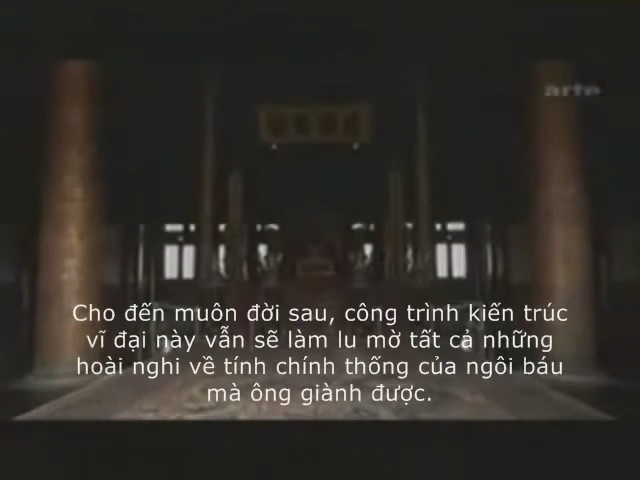 arte
Cho đến muôn đời sau, công trình kiến trúc
vĩ đại này vẫn sẽ làm lu mờ tất cả những
hoài nghi về tính chính thống của ngôi báu
mà ông giành được.